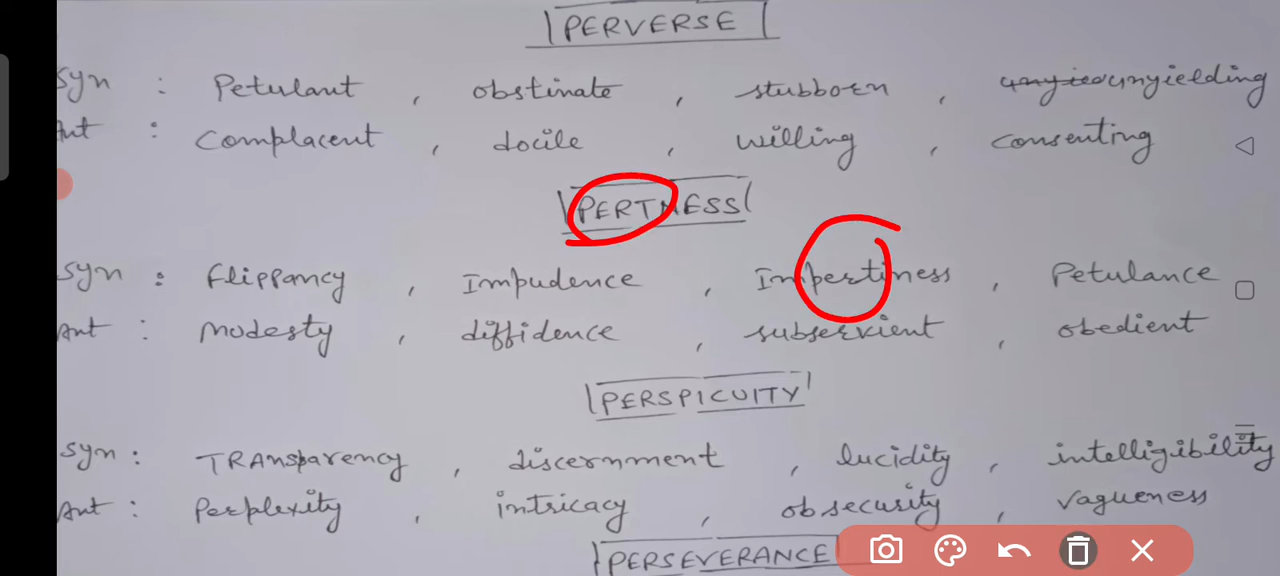 PERVERSE
Syn : Petulant , obstinate , stubborn , unyielding
Ant : Complacent , docile , willing , consenting
PERTNESS
Syn : Flippancy , Impudence , Impertiness , Petulance
Ant : Modesty , diffidence , subservient , obedient
PERSPICUITY
Syn : TRANSparency , discernment , lucidity , intelligibility
Ant : Perplexity , intricacy , obsecurity , vagueness
PERSEVERANCE